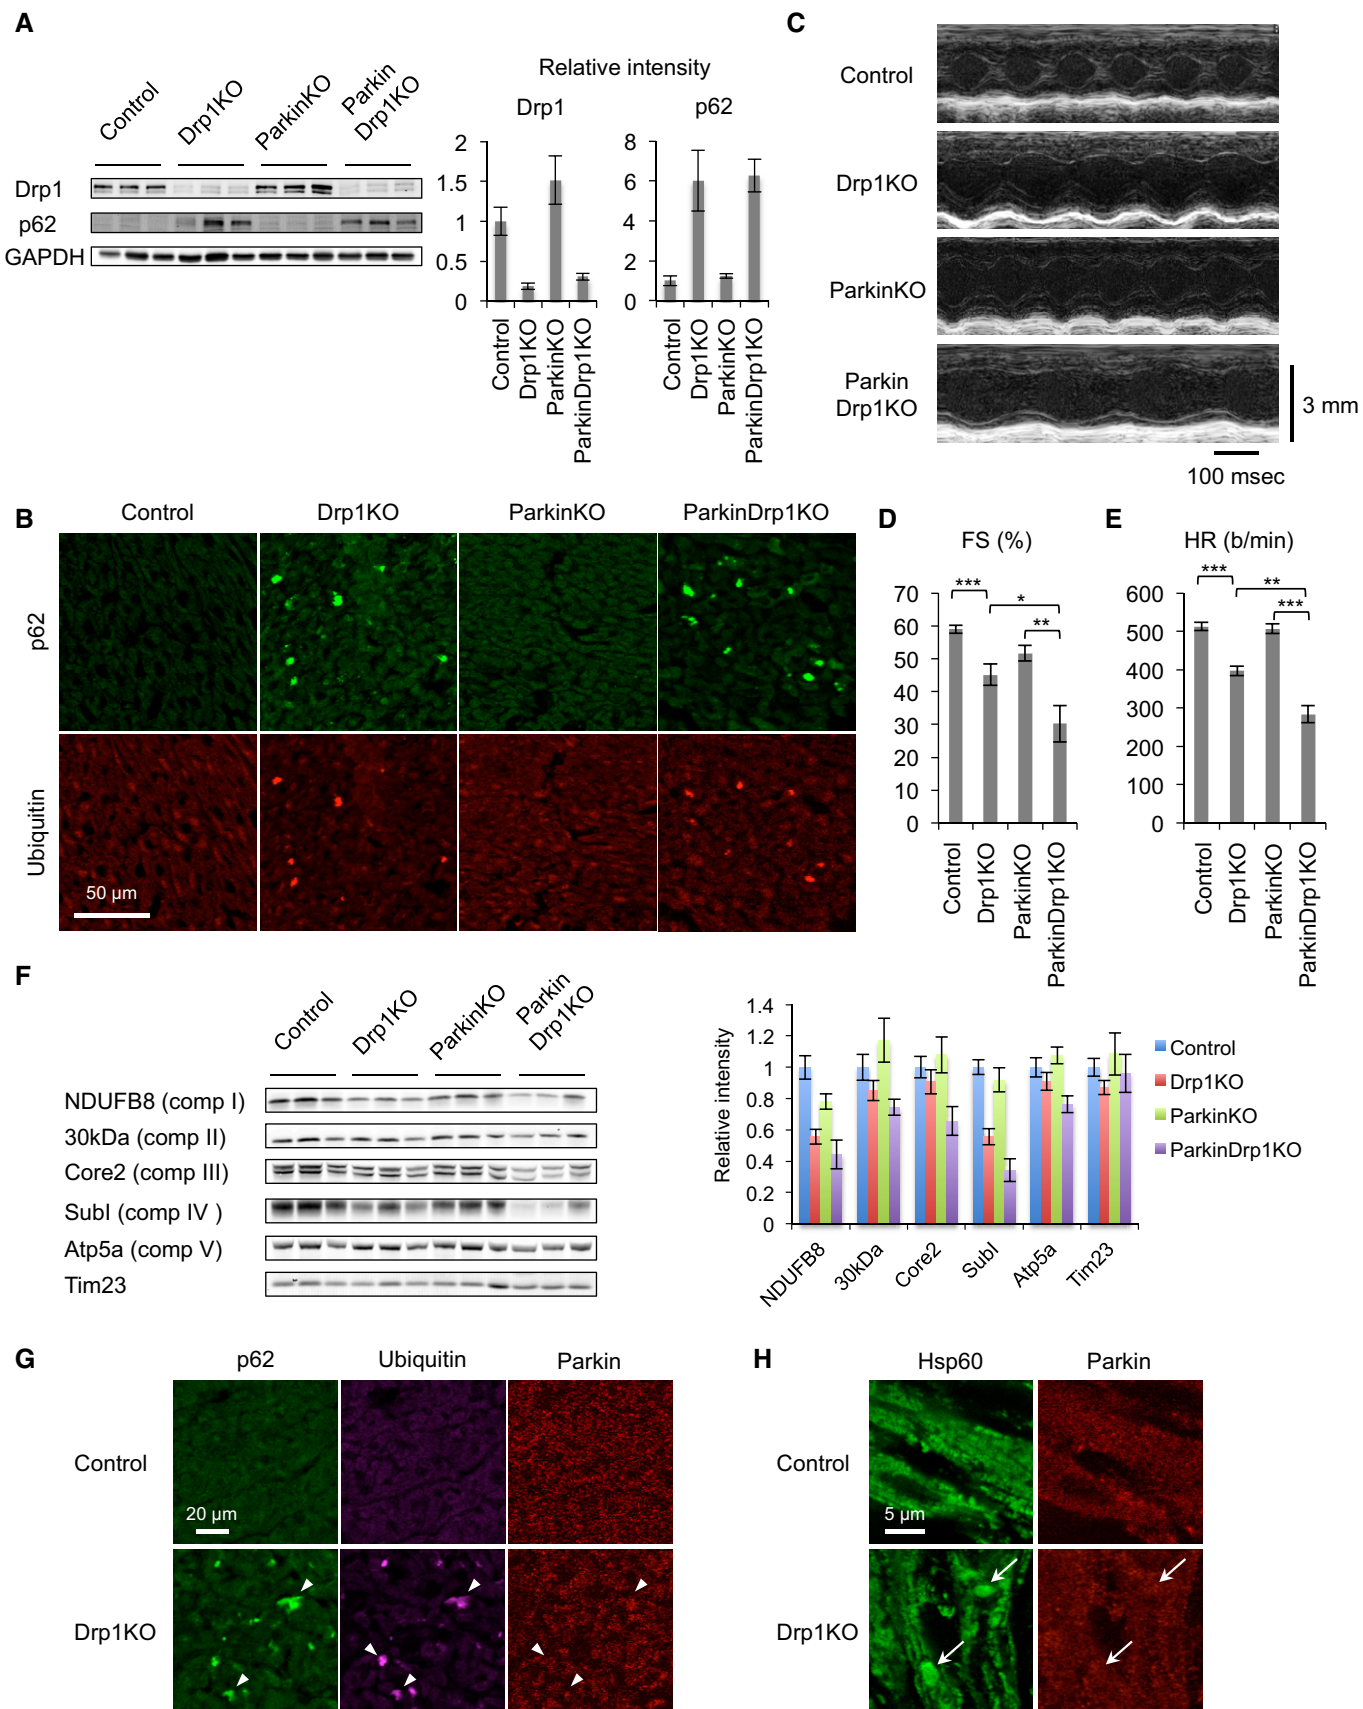 A
Control
Drp1KO
ParkinKO
Parkin
Drp1KO
Drp1
p62
GAPDH
Relative intensity
Drp1
2
1.5
1
0.5
0
Control
Drp1KO
ParkinKO
ParkinDrp1KO
p62
8
6
4
2
0
Control
Drp1KO
ParkinKO
ParkinDrp1KO
C
Control
Drp1KO
ParkinKO
Parkin
Drp1KO
3 mm
100 msec
B
Control
Drp1KO
ParkinKO
ParkinDrp1KO
p62
Ubiquitin
50 µm
D
FS (%)
***
*
**
70
60
50
40
30
20
10
0
Control
Drp1KO
ParkinKO
ParkinDrp1KO
E
HR (b/min)
***
**
***
600
500
400
300
200
100
0
Control
Drp1KO
ParkinKO
ParkinDrp1KO
F
Control
Drp1KO
ParkinKO
Parkin
Drp1KO
NDUFB8 (comp I)
30kDa (comp II)
Core2 (comp III)
SubI (comp IV )
Atp5a (comp V)
Tim23
Relative intensity
1.4
1.2
1
0.8
0.6
0.4
0.2
0
NDUFB8
30kDa
Core2
SubI
Atp5a
Tim23
Control
Drp1KO
ParkinKO
ParkinDrp1KO
G
p62
Ubiquitin
Parkin
Control
20 µm
Drp1KO
H
Hsp60
Parkin
Control
5 µm
Drp1KO